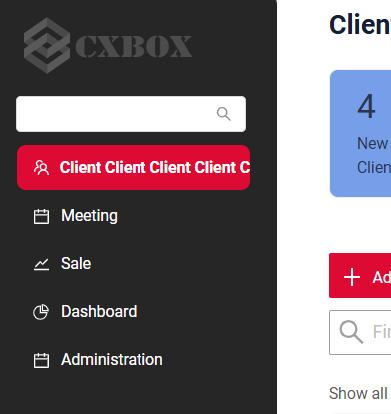 CXBOX
Client Client Client Client C
Meeting
Sale
Dashboard
Administration
Clien
4
New
Clien
Ad
Fi
Show all